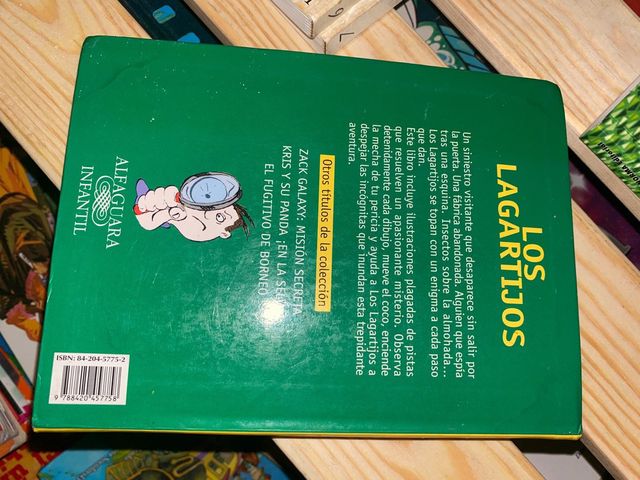 LOS
LAGARTIJOS
Un siniestro visitante que desaparece sin salir por
la puerta. Una fábrica abandonada. Alguien que espía
tras una esquina. Insectos sobre la almohada...
Los Lagartijos se topan con un enigma a cada paso
que dan.
Este libro incluye ilustraciones plagadas de pistas
que resuelven un apasionante misterio. Observa
detenidamente cada dibujo, mueve el coco, enciende
la mecha de tu pericia y ayuda a Los Lagartijos a
despejar las incógnitas que inundan esta trepidante
aventura.
Otros títulos de la colección
ZACK GALAXY: MISIÓN SECRETA
KRIS Y SU PANDA ¡EN LA SELVA
EL FUGITIVO DE BORNEO
ALFAGUARA
INFANTIL
ISBN: 84-204-5775-2
9 788420 457758